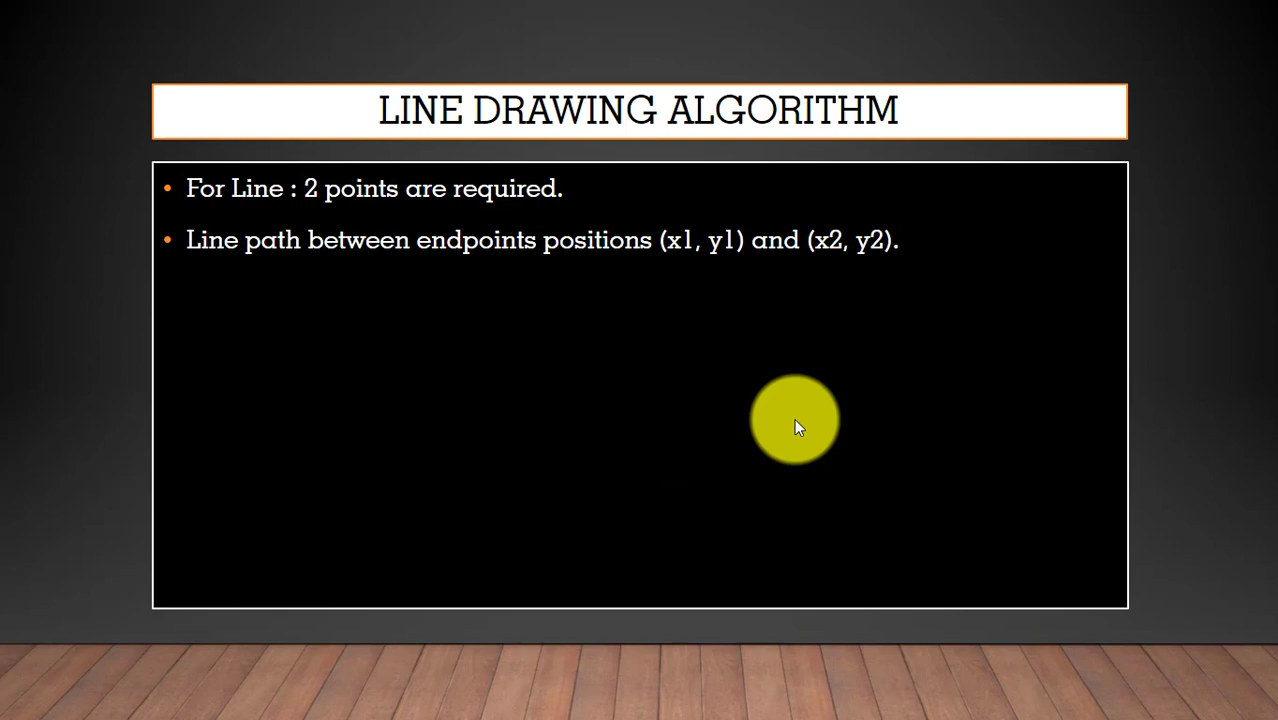 LINE DRAWING ALGORITHM
• For Line : 2 points are required.
• Line path between endpoints positions (x1, y1) and (x2, y2).